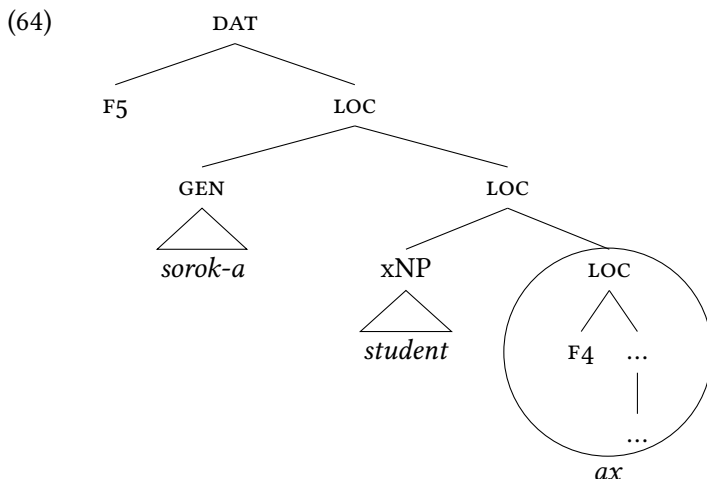 (64)
DAT
F5 LOC
GEN LOC
sorok-a xNP LOC
student F4 ...
...
ax